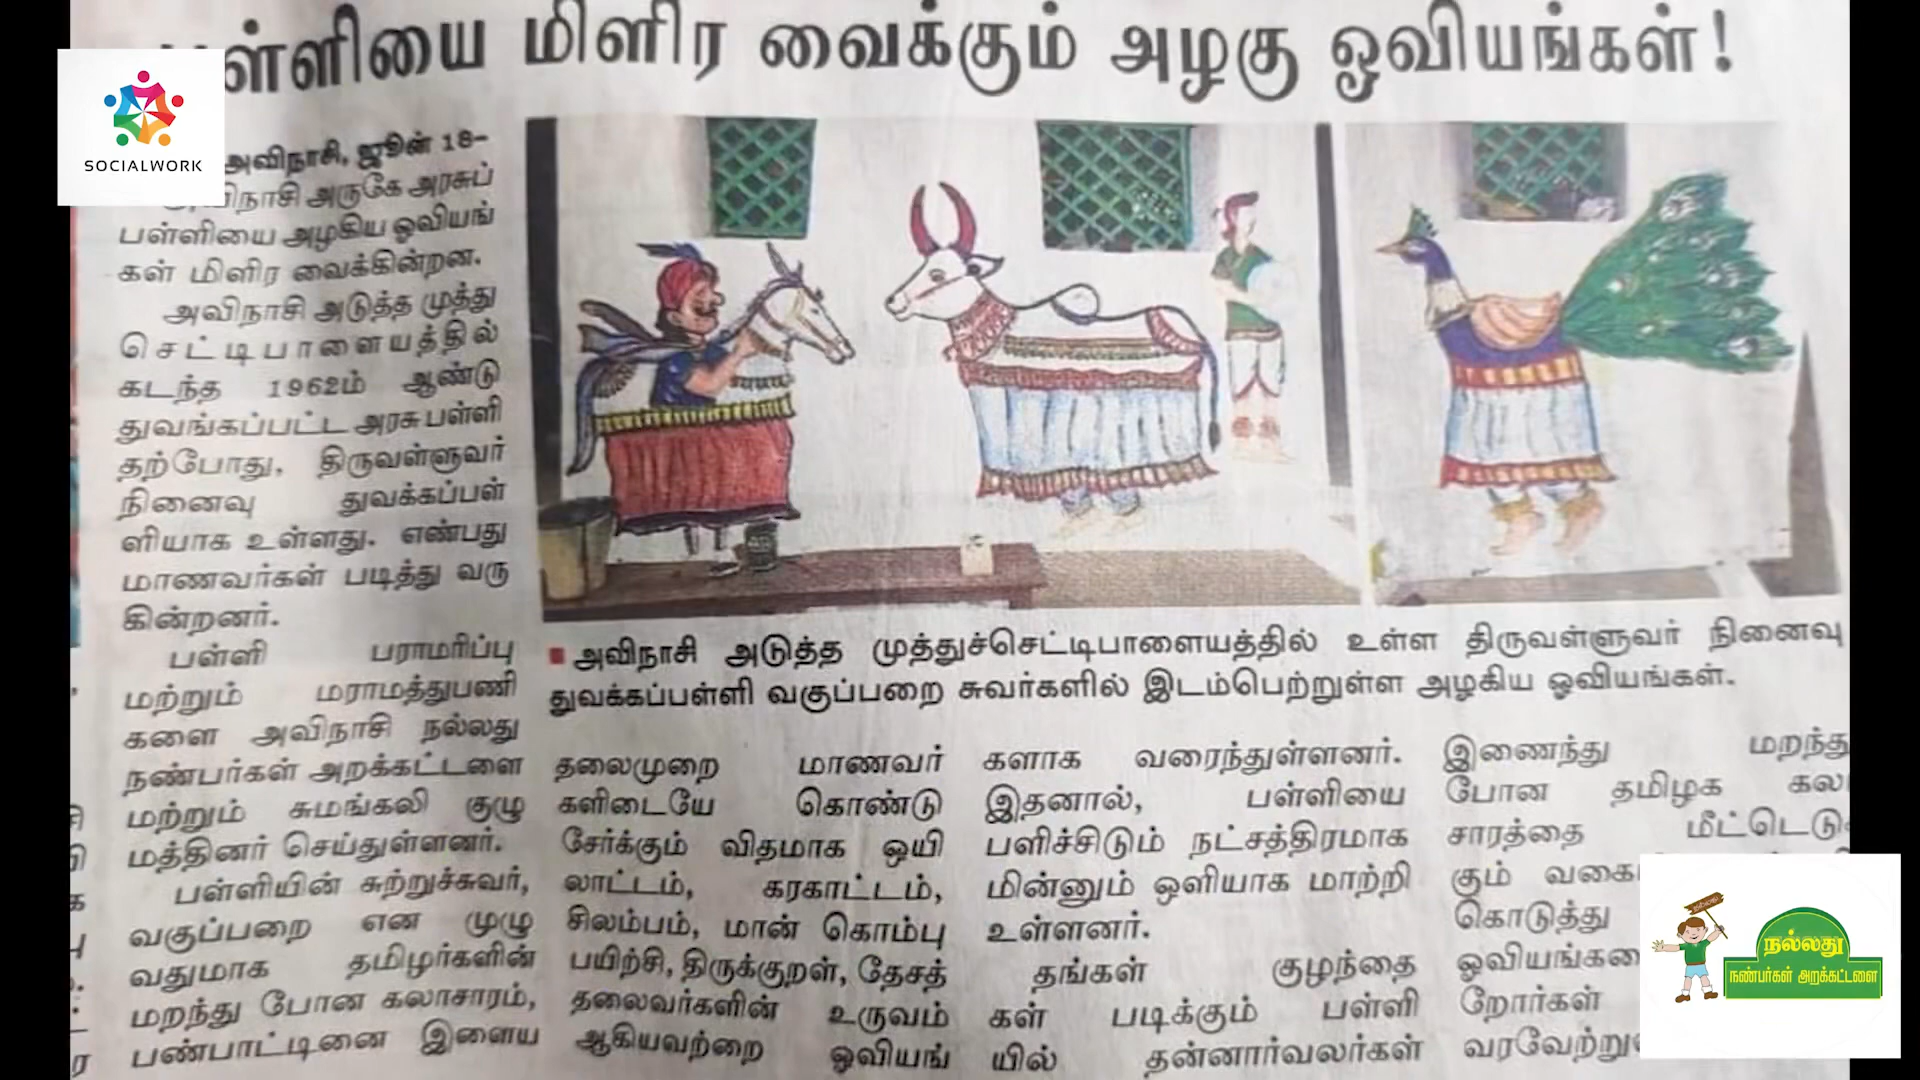 மிளிர வைக்கும் அழகு ஓவியங்கள்!
SOCIALWORK
அவிநாசி, ஜூன் 18-
அருகே அரசுப்
பள்ளியை அழகிய ஓவியங்
கள் மிளிர வைக்கின்றன.
அவிநாசி அடுத்த முத்து
செட்டிபாளையத்தில்
கடந்த 1962ம் ஆண்டு
துவங்கப்பட்ட அரசு பள்ளி
தற்போது, திருவள்ளுவர்
நினைவு துவக்கப்பள்
ளியாக உள்ளது. எண்பது
மாணவர்கள் படித்து வரு
கின்றனர்.
பள்ளி பராமரிப்பு
மற்றும் மராமத்துபணி
களை அவிநாசி நல்லது
நண்பர்கள் அறக்கட்டளை
மற்றும் சுமங்கலி குழு
மத்தினர் செய்துள்ளனர்.
பள்ளியின் சுற்றுச்சுவர்,
வகுப்பறை என முழு
வதுமாக தமிழர்களின்
மறந்து போன கலாசாரம்,
பண்பாட்டினை இளைய
அவிநாசி அடுத்த முத்துச்செட்டிபாளையத்தில் உள்ள திருவள்ளுவர் நினைவு
துவக்கப்பள்ளி வகுப்பறை சுவர்களில் இடம்பெற்றுள்ள அழகிய ஓவியங்கள்.
தலைமுறை மாணவர்
களிடையே கொண்டு
சேர்க்கும் விதமாக ஒயி
லாட்டம், கரகாட்டம்,
சிலம்பம், மான் கொம்பு
பயிற்சி, திருக்குறள், தேசத்
தலைவர்களின் உருவம்
ஆகியவற்றை ஓவியங்
களாக வரைந்துள்ளனர்.
இதனால், பள்ளியை
பளிச்சிடும் நட்சத்திரமாக
மின்னும் ஒளியாக மாற்றி
உள்ளனர்.
தங்கள் குழந்தை
கள் படிக்கும் பள்ளி
யில் தன்னார்வலர்கள்
இணைந்து மறந்து
போன தமிழக
சாரத்தை
கும்
கொடுத்து
றோர்கள்
நல்லது
நண்பர்கள் அறக்கட்டளை